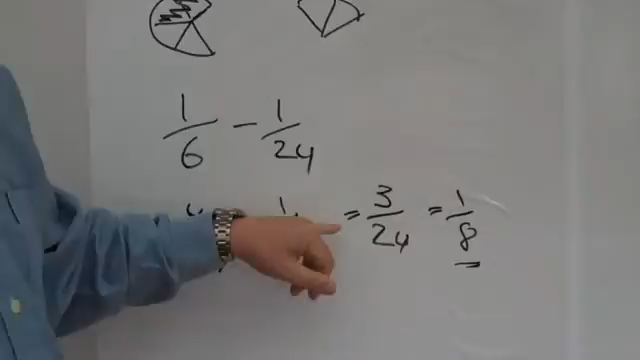 1/6 - 1/24
= 3/24 = 1/8